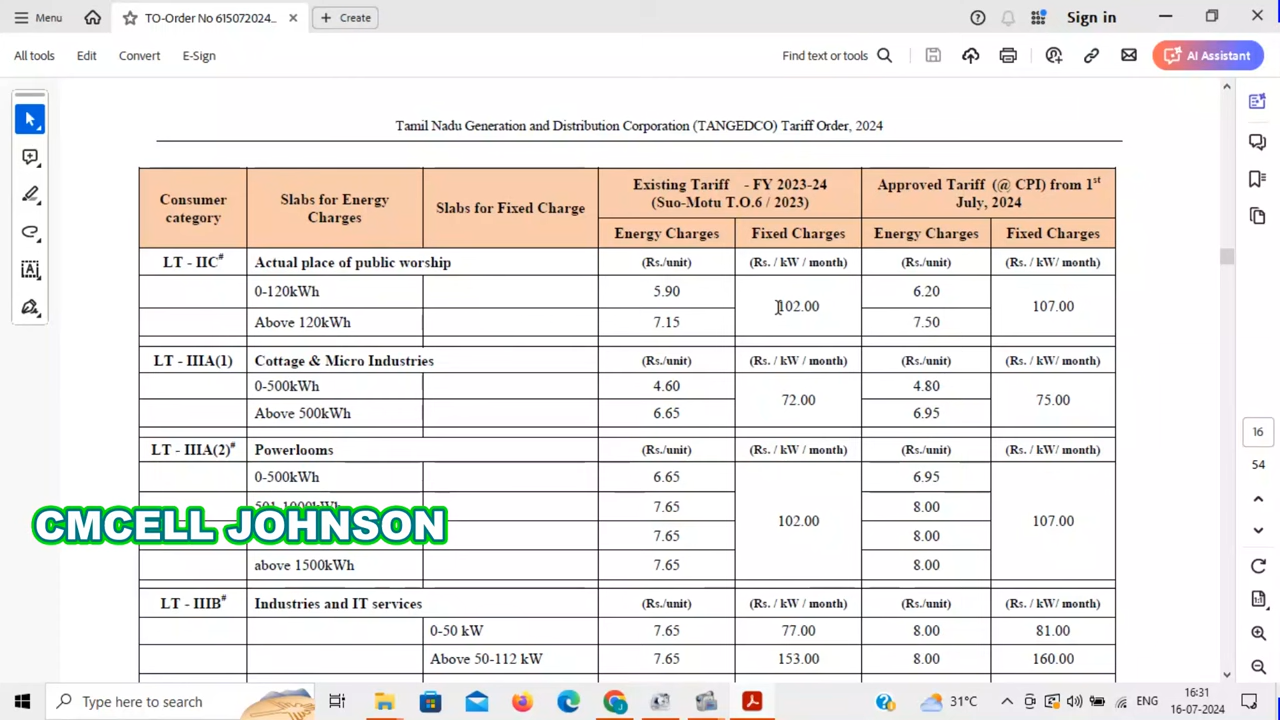 Menu
TO-Order No 615072024...
Create
Sign in
All tools Edit Convert E-Sign
Find text or tools
AI Assistant
Tamil Nadu Generation and Distribution Corporation (TANGEDCO) Tariff Order, 2024
Consumer category Slabs for Energy Charges Slabs for Fixed Charge Existing Tariff - FY 2023-24 (Suo-Motu T.O.6 / 2023) Approved Tariff (@ CPI) from 1st July, 2024
Energy Charges Fixed Charges Energy Charges Fixed Charges
LT - IIC# Actual place of public worship (Rs./unit) (Rs. / kW / month) (Rs./unit) (Rs. / kW/ month)
0-120kWh 5.90 102.00 6.20 107.00
Above 120kWh 7.15 7.50
LT - IIIA(1) Cottage & Micro Industries (Rs./unit) (Rs. / kW / month) (Rs./unit) (Rs. / kW/ month)
0-500kWh 4.60 72.00 4.80 75.00
Above 500kWh 6.65 6.95
LT - IIIA(2)# Powerlooms (Rs./unit) (Rs. / kW / month) (Rs./unit) (Rs. / kW/ month)
0-500kWh 6.65 6.95
501-1000kWh 7.65 102.00 8.00 107.00
CMCELL JOHNSON
7.65 8.00
above 1500kWh 7.65 8.00
LT - IIIB# Industries and IT services (Rs./unit) (Rs. / kW / month) (Rs./unit) (Rs. / kW/ month)
0-50 kW 7.65 77.00 8.00 81.00
Above 50-112 kW 7.65 153.00 8.00 160.00
16
54
Type here to search
31°C
ENG
16:31
16-07-2024